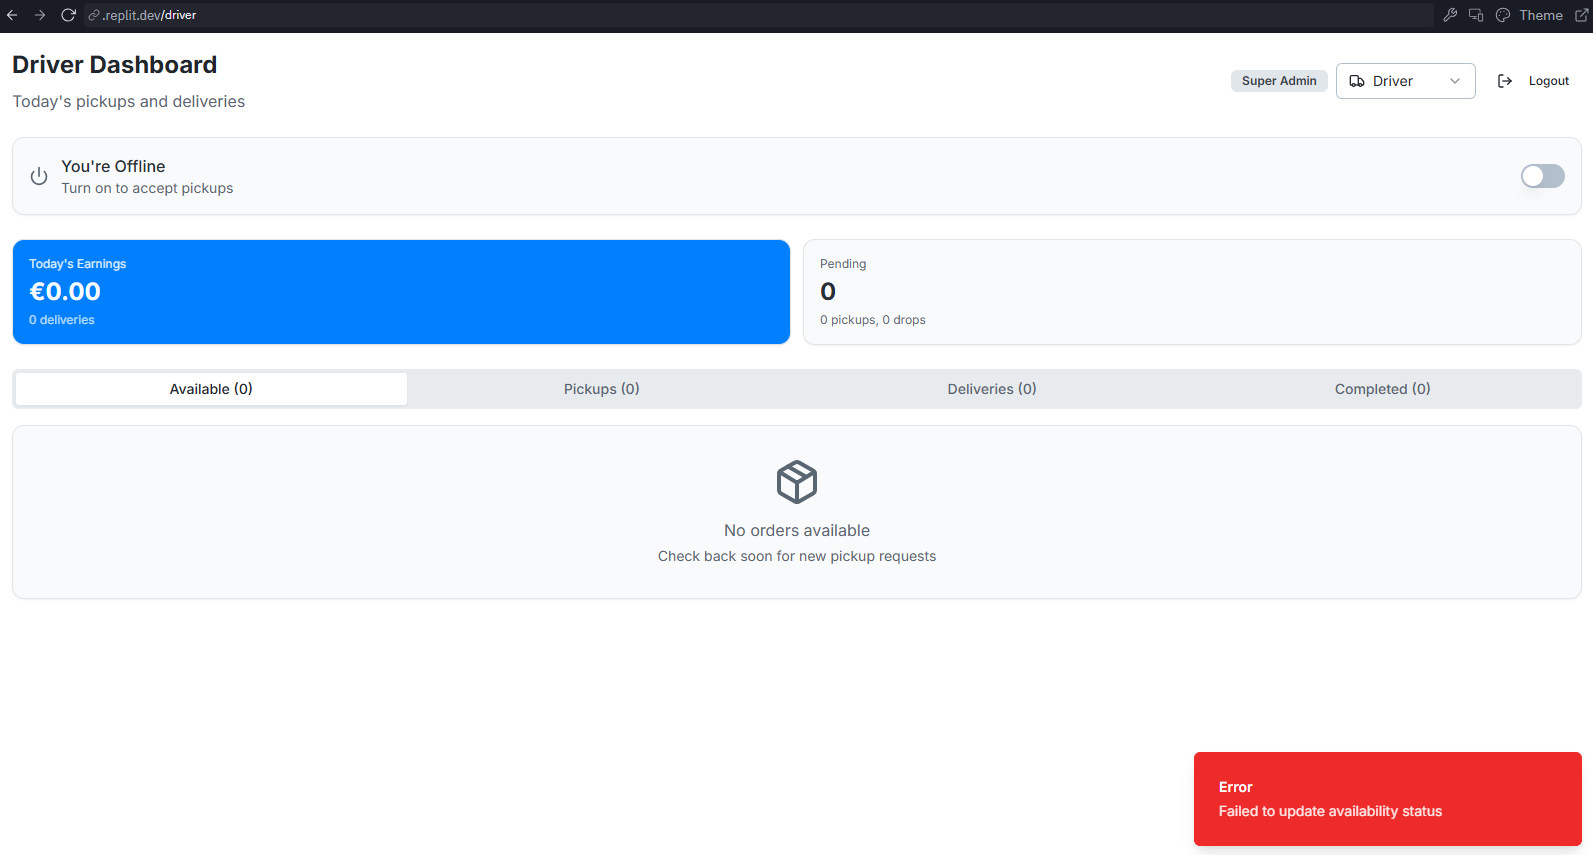 .replit.dev/driver
Theme
Driver Dashboard
Today's pickups and deliveries
Super Admin
Driver
Logout
You're Offline
Turn on to accept pickups
Today's Earnings
€0.00
0 deliveries
Pending
0
0 pickups, 0 drops
Available (0)
Pickups (0)
Deliveries (0)
Completed (0)
No orders available
Check back soon for new pickup requests
Error
Failed to update availability status